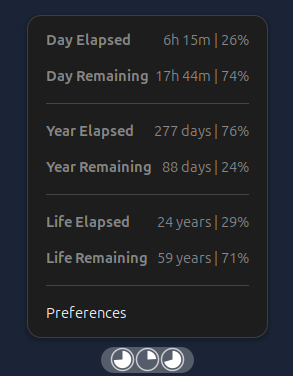 Day Elapsed 6h 15m | 26%
Day Remaining 17h 44m | 74%
Year Elapsed 277 days | 76%
Year Remaining 88 days | 24%
Life Elapsed 24 years | 29%
Life Remaining 59 years | 71%
Preferences